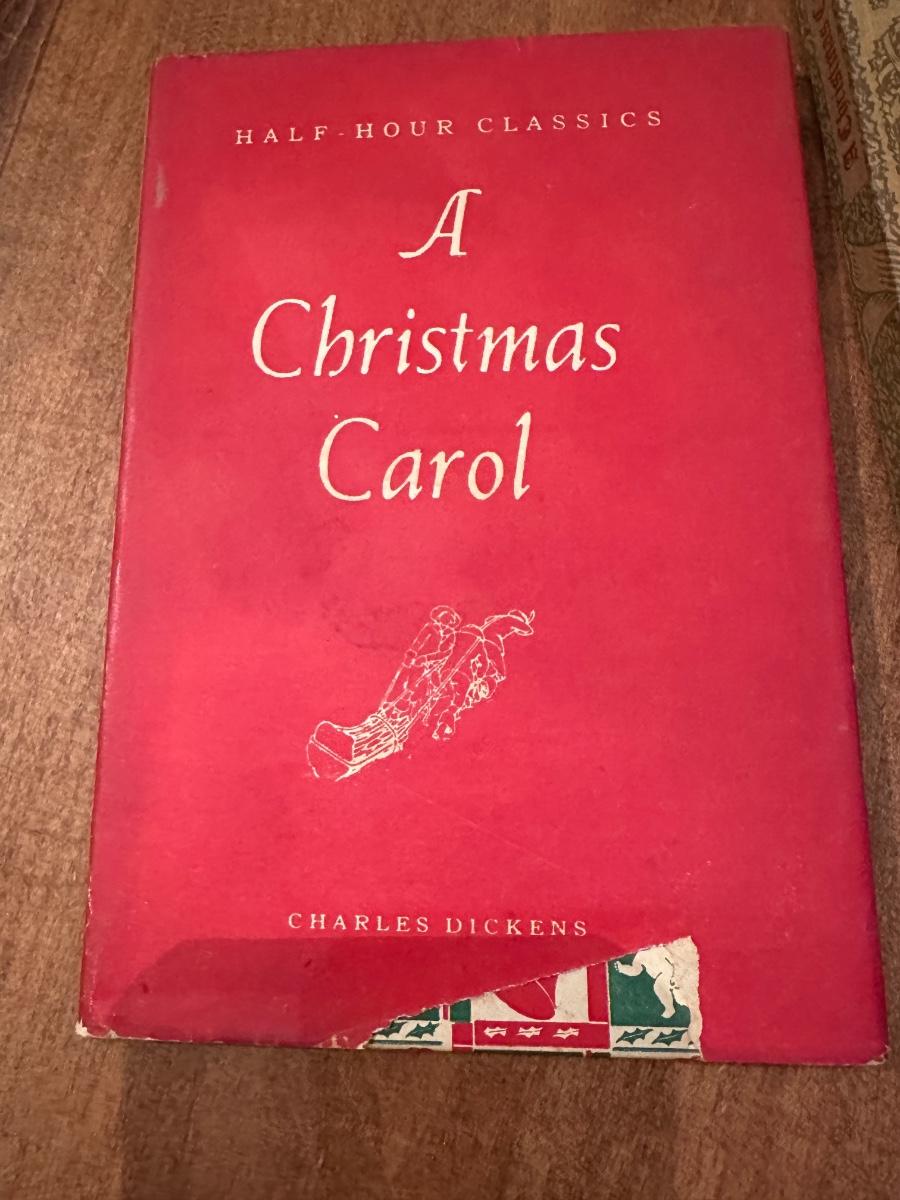 HALF-HOUR CLASSICS
A
Christmas
Carol
CHARLES DICKENS